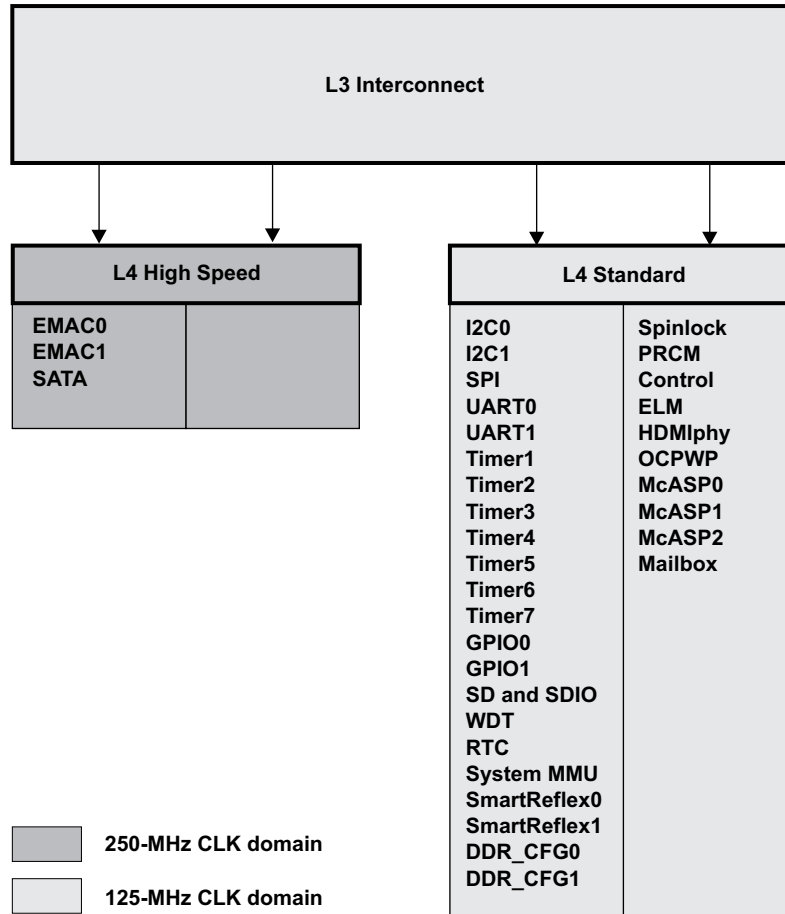 L3 Interconnect
L4 High Speed
EMAC0
EMAC1
SATA
L4 Standard
I2C0
I2C1
SPI
UART0
UART1
Timer1
Timer2
Timer3
Timer4
Timer5
Timer6
Timer7
GPIO0
GPIO1
SD and SDIO
WDT
RTC
System MMU
SmartReflex0
SmartReflex1
DDR_CFG0
DDR_CFG1
Spinlock
PRCM
Control
ELM
HDMIphy
OCPWP
McASP0
McASP1
McASP2
Mailbox
250-MHz CLK domain
125-MHz CLK domain